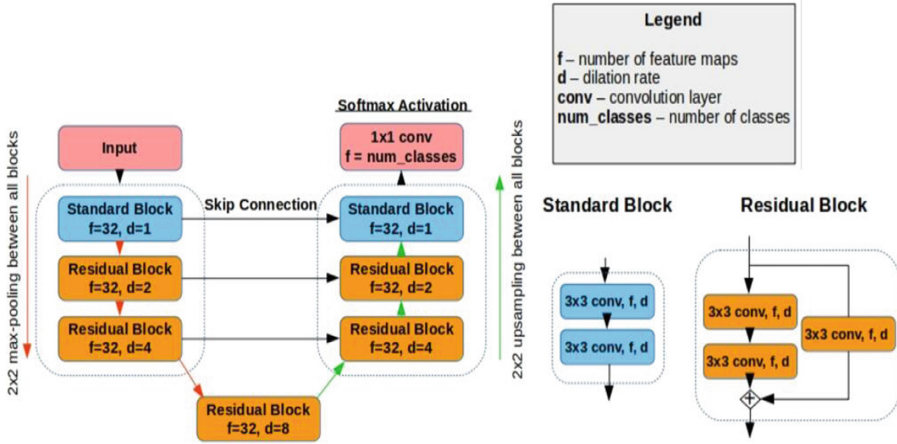 Legend
f – number of feature maps
d – dilation rate
conv – convolution layer
num_classes – number of classes
Softmax Activation
Input
1x1 conv
f = num_classes
2x2 max-pooling between all blocks
Standard Block
f=32, d=1
Skip Connection
Standard Block
f=32, d=1
Residual Block
f=32, d=2
Residual Block
f=32, d=2
Residual Block
f=32, d=4
Residual Block
f=32, d=4
Residual Block
f=32, d=8
2x2 upsampling between all blocks
Standard Block
3x3 conv, f, d
3x3 conv, f, d
Residual Block
3x3 conv, f, d
3x3 conv, f, d
3x3 conv, f, d
+